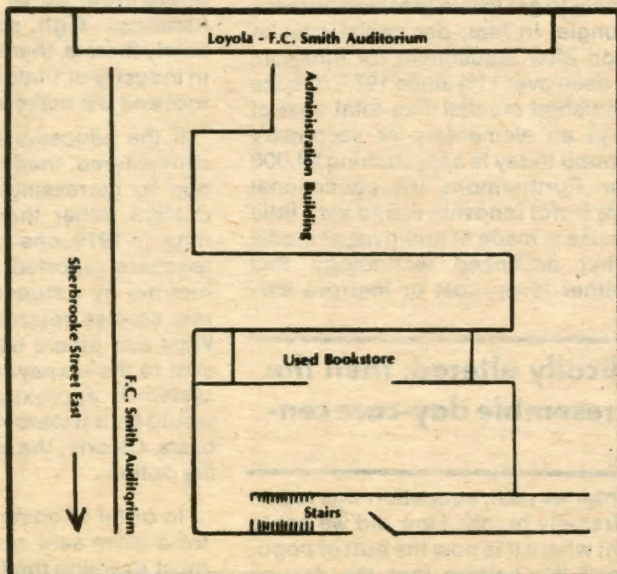 Loyola - F.C. Smith Auditorium
Administration Building
Sherbrooke Street East
F.C. Smith Auditorium
Used Bookstore
Stairs